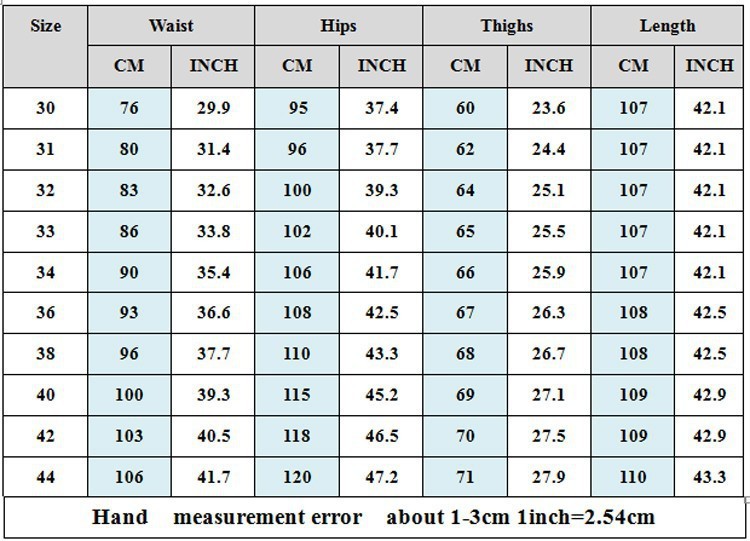 Size Waist Hips Thighs Length
CM INCH CM INCH CM INCH CM INCH
30 76 29.9 95 37.4 60 23.6 107 42.1
31 80 31.4 96 37.7 62 24.4 107 42.1
32 83 32.6 100 39.3 64 25.1 107 42.1
33 86 33.8 102 40.1 65 25.5 107 42.1
34 90 35.4 106 41.7 66 25.9 107 42.1
36 93 36.6 108 42.5 67 26.3 108 42.5
38 96 37.7 110 43.3 68 26.7 108 42.5
40 100 39.3 115 45.2 69 27.1 109 42.9
42 103 40.5 118 46.5 70 27.5 109 42.9
44 106 41.7 120 47.2 71 27.9 110 43.3
Hand measurement error about 1-3cm 1inch=2.54cm